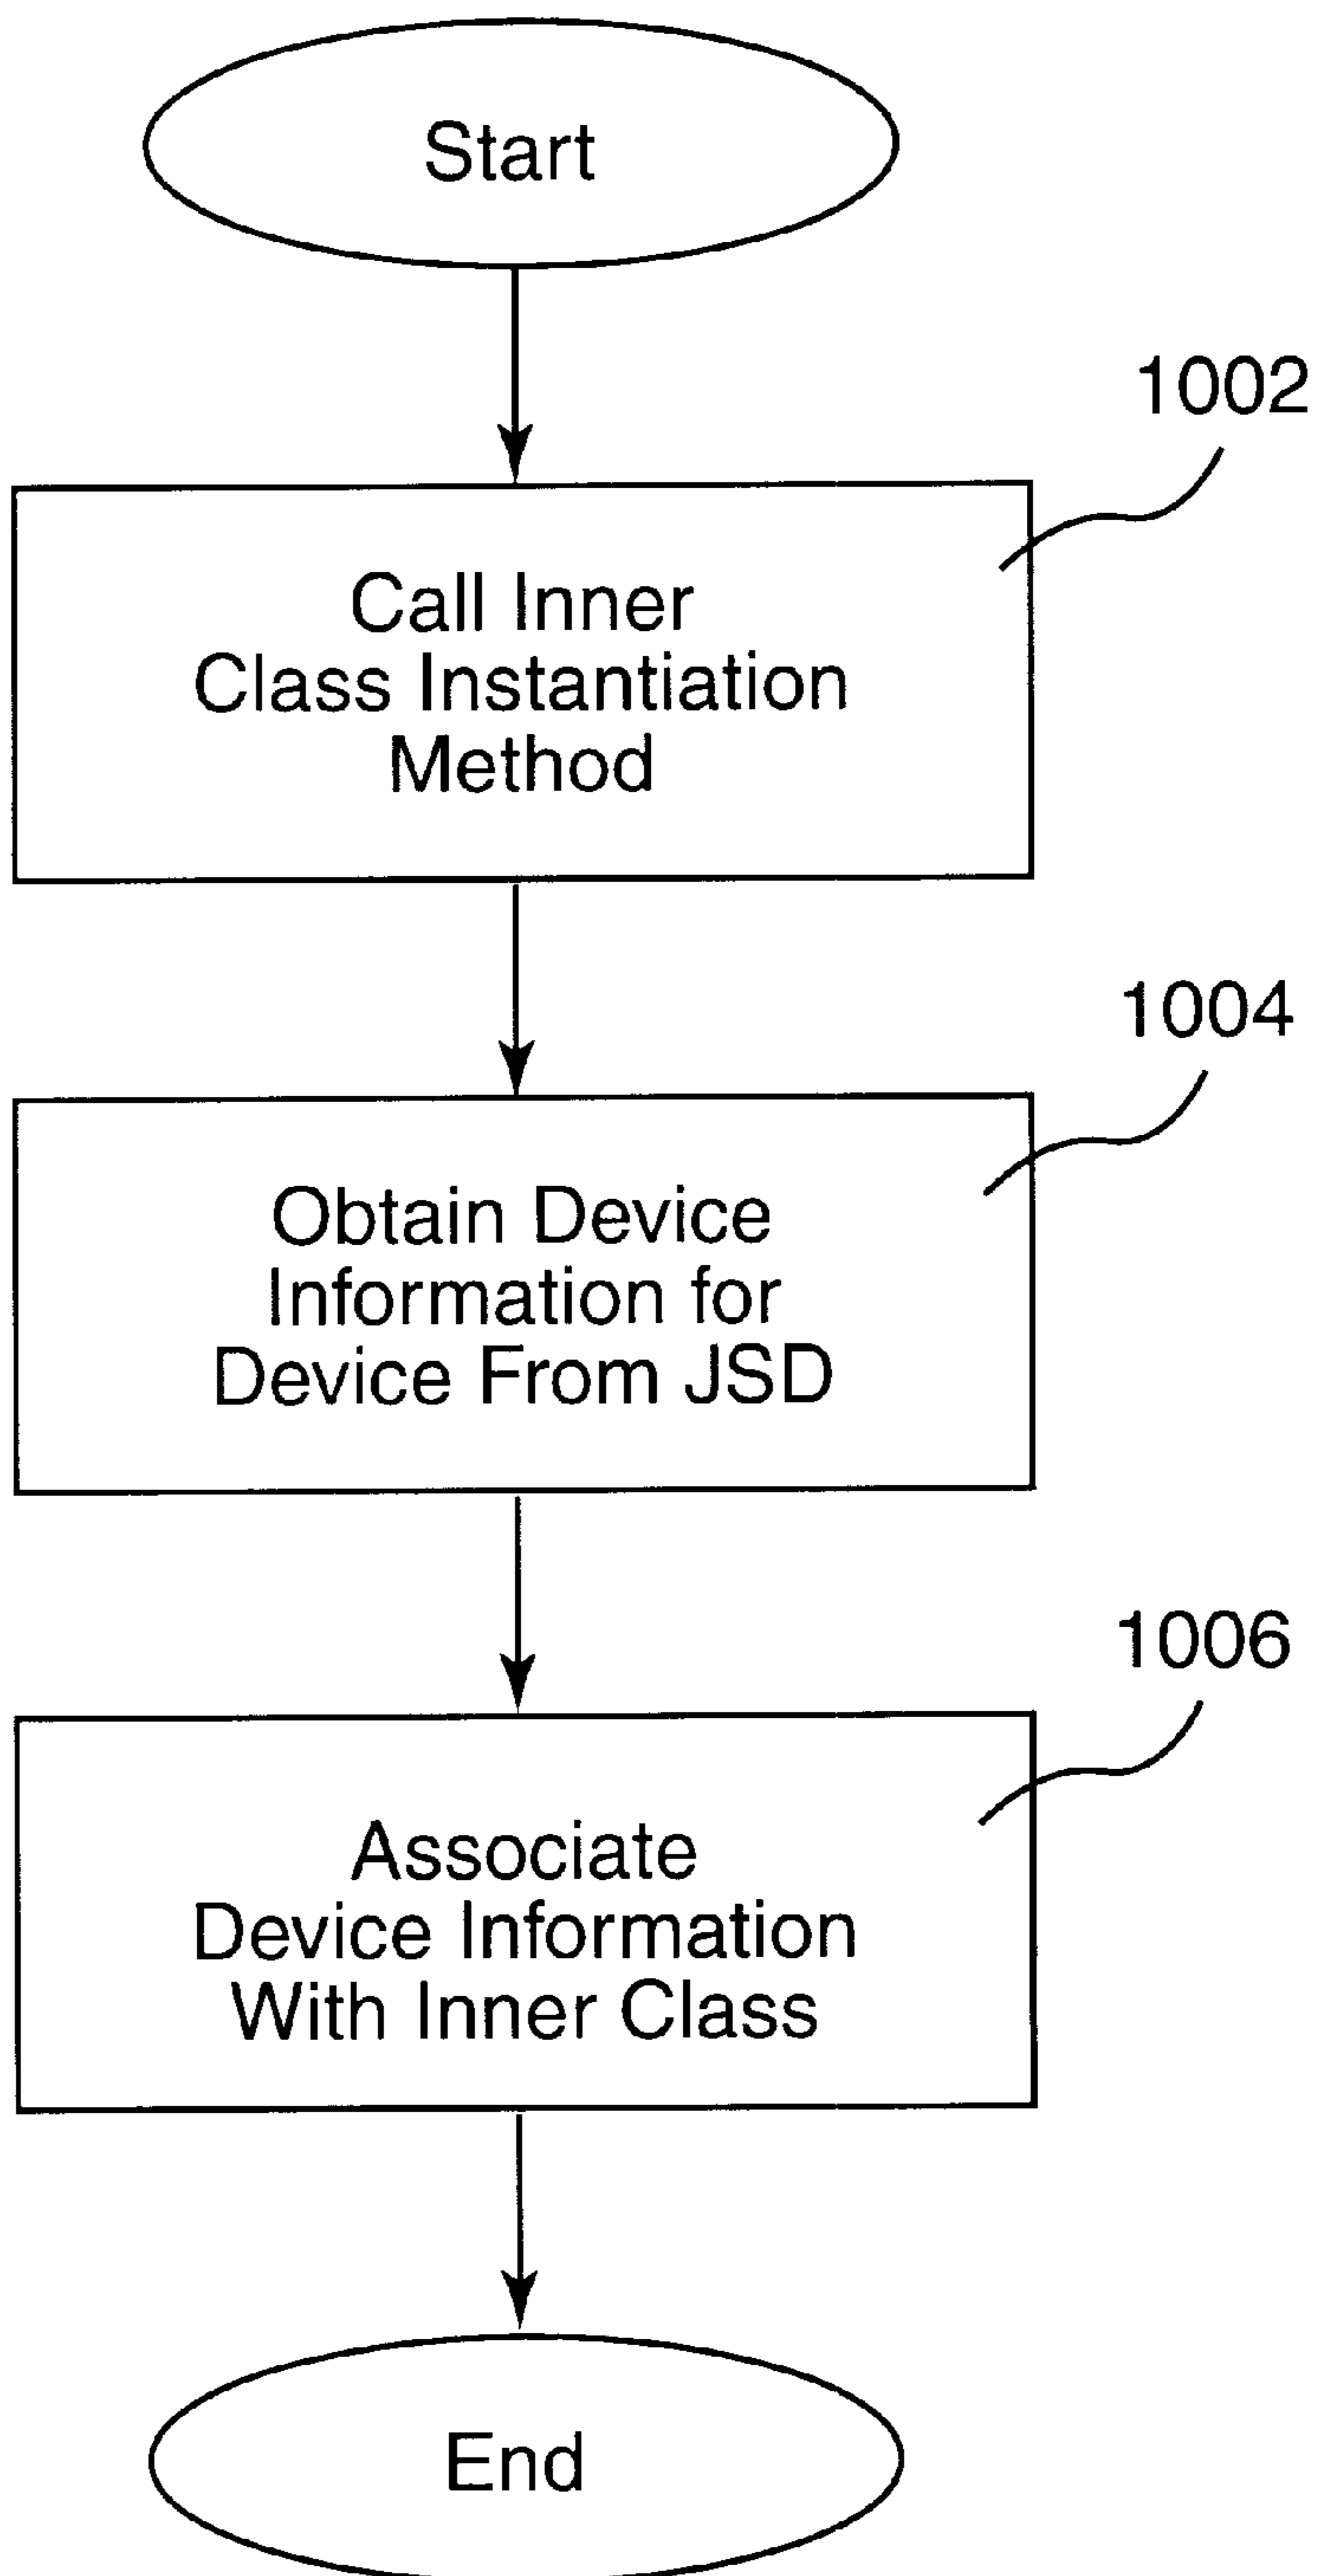 Start
1002
Call Inner
Class Instantiation
Method
1004
Obtain Device
Information for
Device From JSD
1006
Associate
Device Information
With Inner Class
End